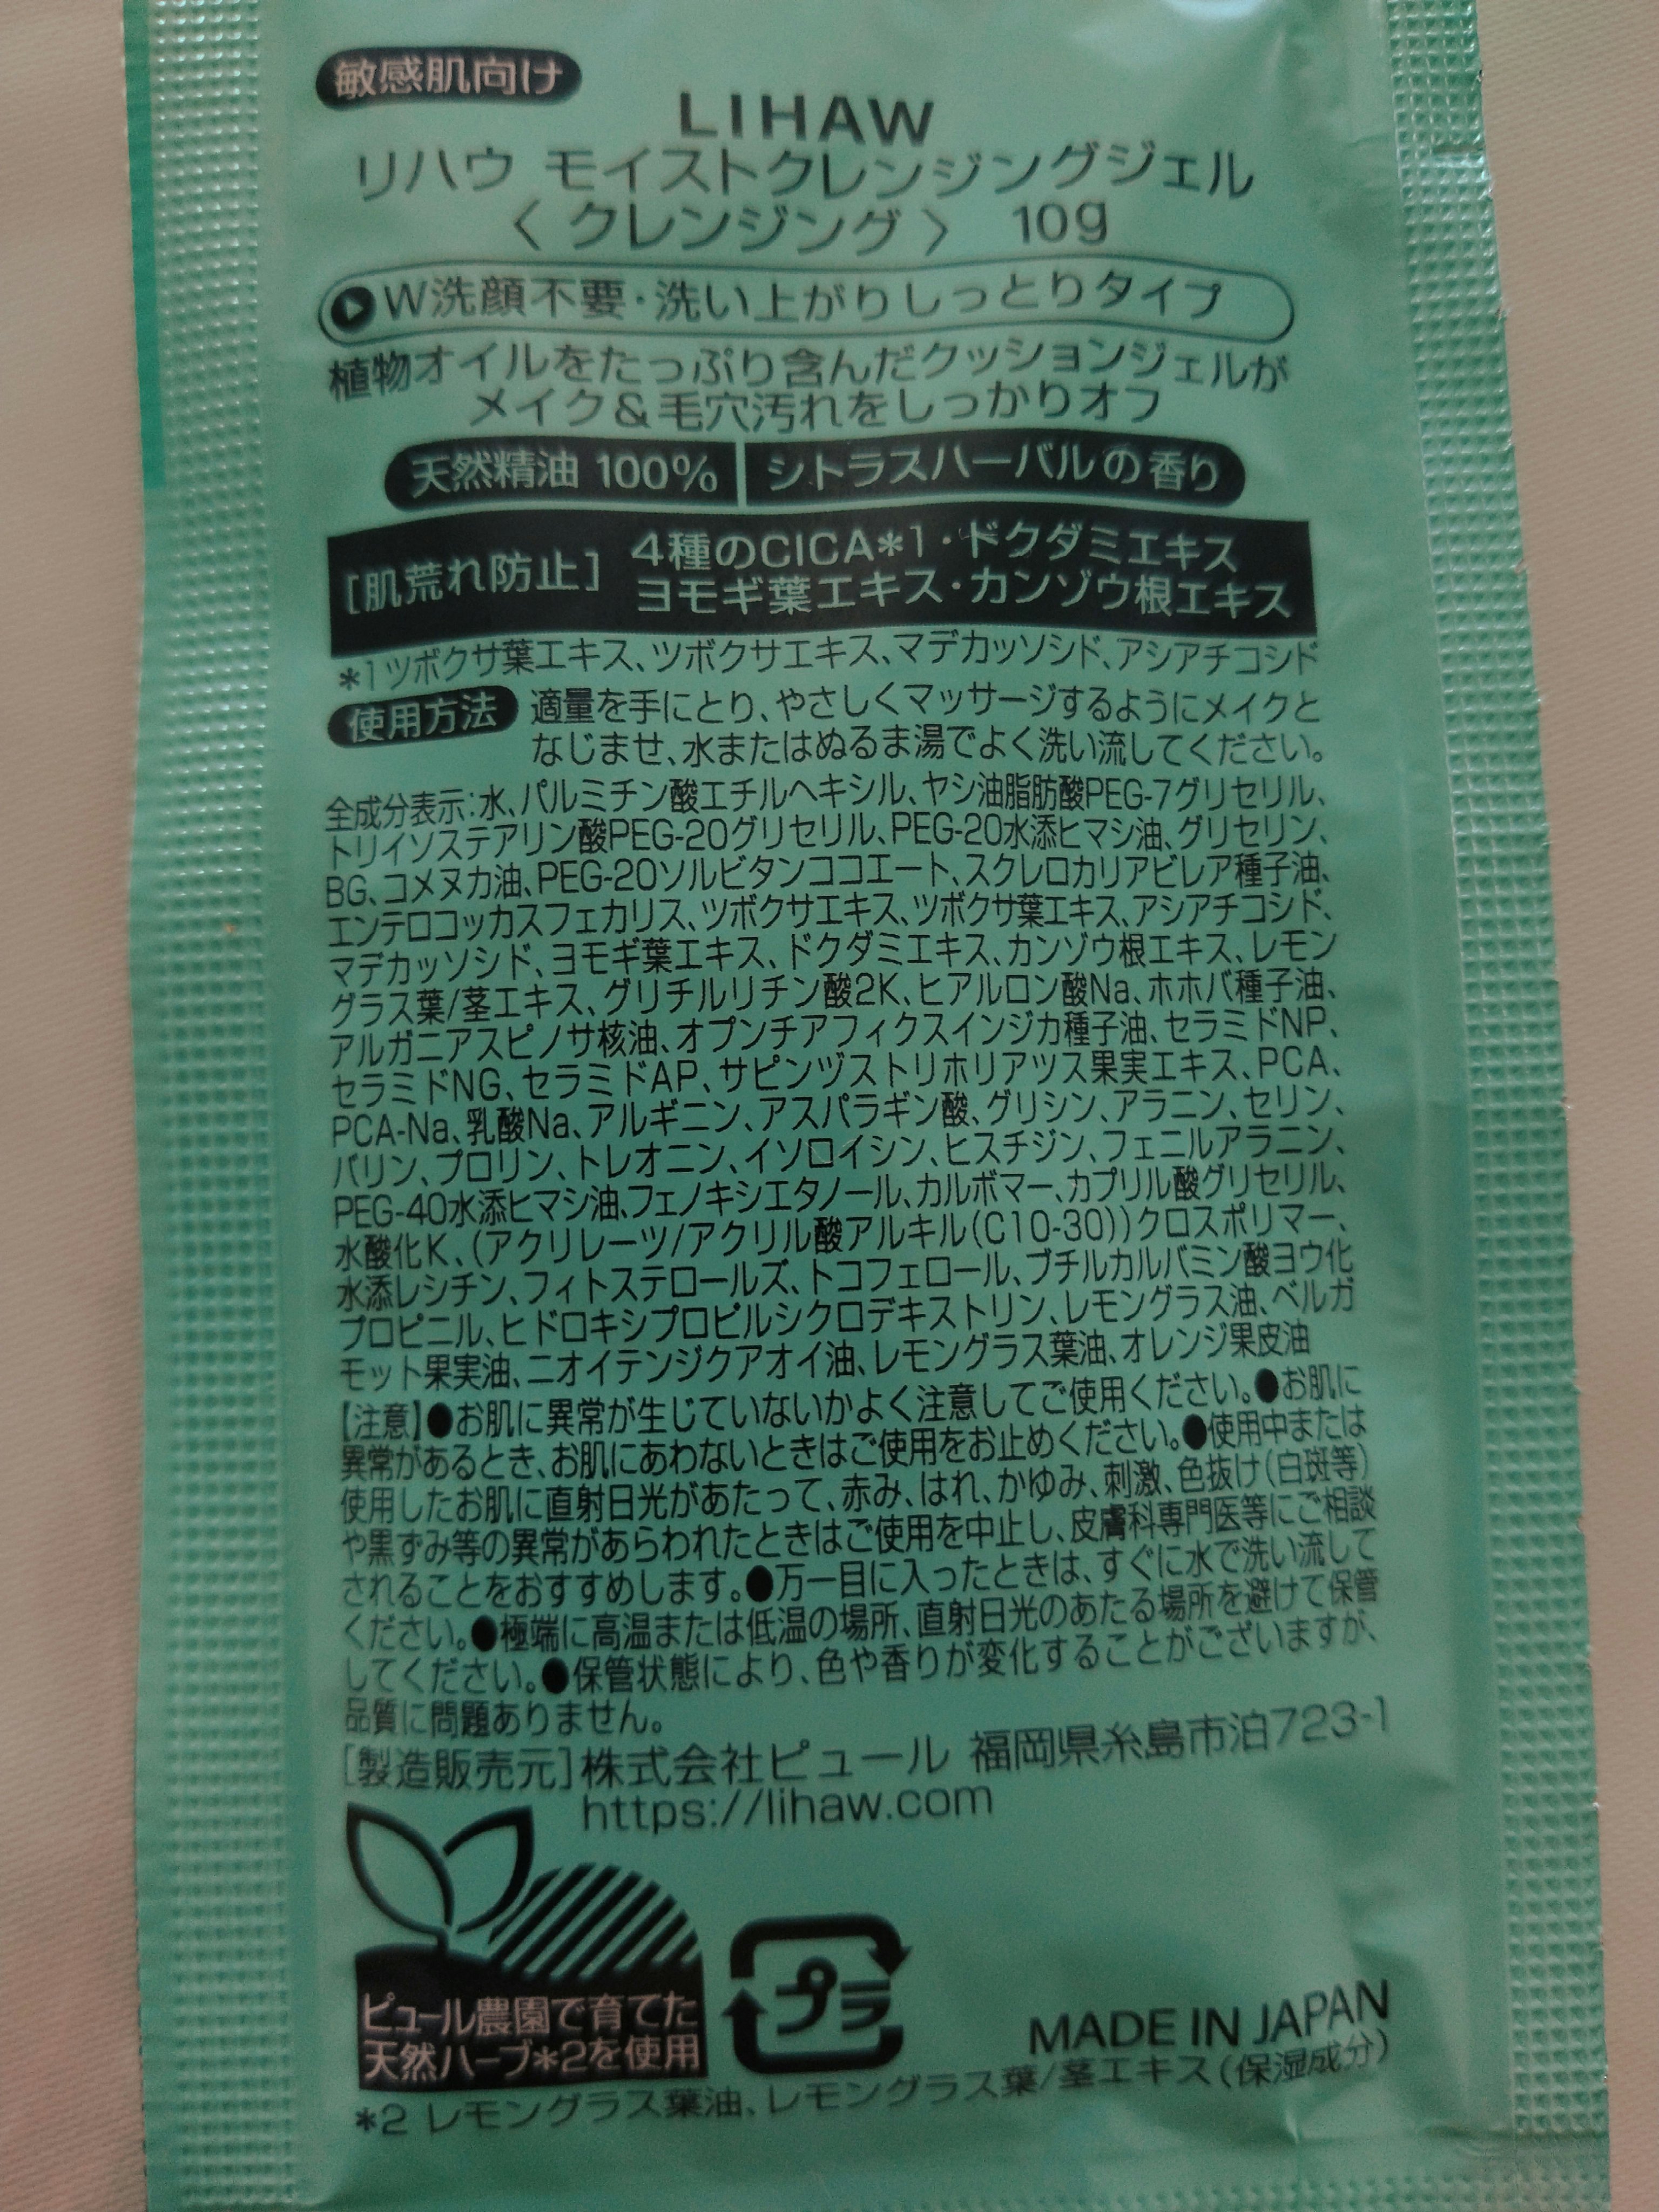 敏感肌向け
LIHAW
リハウ モイストクレンジングジェル
〈クレンジング〉 10g
W洗顔不要・洗い上がりしっとりタイプ
植物オイルをたっぷり含んだクッションジェルが
メイク&毛穴汚れをしっかりオフ
天然精油 100% シトラスハーバルの香り
[肌荒れ防止] 4種のCICA*1・ドクダミエキス
ヨモギ葉エキス・カンゾウ根エキス
*1ツボクサ葉エキス、ツボクサエキス、マデカッソシド、アシアチコシド
使用方法 適量を手にとり、やさしくマッサージするようにメイクと
なじませ、水またはぬるま湯でよく洗い流してください。
全成分表示:水、パルミチン酸エチルヘキシル、ヤシ油脂肪酸PEG-7グリセリル、
トリイソステアリン酸PEG-20グリセリル、PEG-20水添ヒマシ油、グリセリン、
BG、コメヌカ油、PEG-20ソルビタンココエート、スクレロカリアビレア種子油、
エンテロコッカスフェカリス、ツボクサエキス、ツボクサ葉エキス、アシアチコシド、
マデカッソシド、ヨモギ葉エキス、ドクダミエキス、カンゾウ根エキス、レモン
グラス葉/茎エキス、グリチルリチン酸2K、ヒアルロン酸Na、ホホバ種子油、
アルガニアスピノサ核油、オプンチアフィクスインジカ種子油、セラミドNP、
セラミドNG、セラミドAP、サピンヅストリホリアツス果実エキス、PCA、
PCA-Na、乳酸Na、アルギニン、アスパラギン酸、グリシン、アラニン、セリン、
バリン、プロリン、トレオニン、イソロイシン、ヒスチジン、フェニルアラニン、
PEG-40水添ヒマシ油、フェノキシエタノール、カルボマー、カプリル酸グリセリル、
水酸化K、(アクリレーツ/アクリル酸アルキル(C10-30))クロスポリマー、
水添レシチン、フィトステロールズ、トコフェロール、ブチルカルバミン酸ヨウ化
プロピニル、ヒドロキシプロピルシクロデキストリン、レモングラス油、ベルガ
モット果実油、ニオイテンジクアオイ油、レモングラス葉油、オレンジ果皮油
【注意】●お肌に異常が生じていないかよく注意してご使用ください。●お肌に
異常があるとき、お肌にあわないときはご使用をお止めください。●使用中または
使用したお肌に直射日光があたって、赤み、はれ、かゆみ、刺激、色抜け(白斑等)
や黒ずみ等の異常があらわれたときはご使用を中止し、皮膚科専門医等にご相談
されることをおすすめします。●万一目に入ったときは、すぐに水で洗い流して
ください。●極端に高温または低温の場所、直射日光のあたる場所を避けて保管
してください。●保管状態により、色や香りが変化することがございますが、
品質に問題ありません。
[製造販売元]株式会社ピュール 福岡県糸島市泊723-1
https://lihaw.com
ピュール農園で育てた
天然ハーブ*2を使用
プラ
MADE IN JAPAN
*2 レモングラス葉油、レモングラス葉/茎エキス(保湿成分)